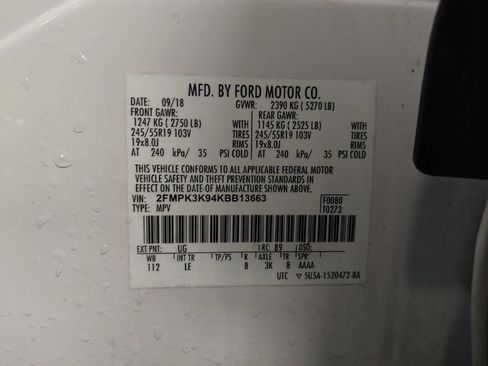 MFD. BY FORD MOTOR CO.
DATE: 09/18 GVWR: 2390 KG ( 5270 LB)
FRONT GAWR: REAR GAWR:
1247 KG ( 2750 LB) WITH 1145 KG ( 2525 LB) WITH
245/55R19 103V TIRES 245/55R19 103V TIRES
19x8.0J RIMS 19x8.0J RIMS
AT 240 kPa/ 35 PSI COLD AT 240 kPa/ 35 PSI COLD
THIS VEHICLE CONFORMS TO ALL APPLICABLE FEDERAL MOTOR
VEHICLE SAFETY AND THEFT PREVENTION STANDARDS IN
EFFECT ON THE DATE OF MANUFACTURE SHOWN ABOVE.
VIN: 2FMPK3K94KBB13663 F0080
TYPE: MPV T0273
EXT PNT: UG RC: B9 DSO:
WB INT TR TP/PS R AXLE TR SPR
112 LE B 3K 8 AAAA
UTC ▽ 5U5A-1520472-BA